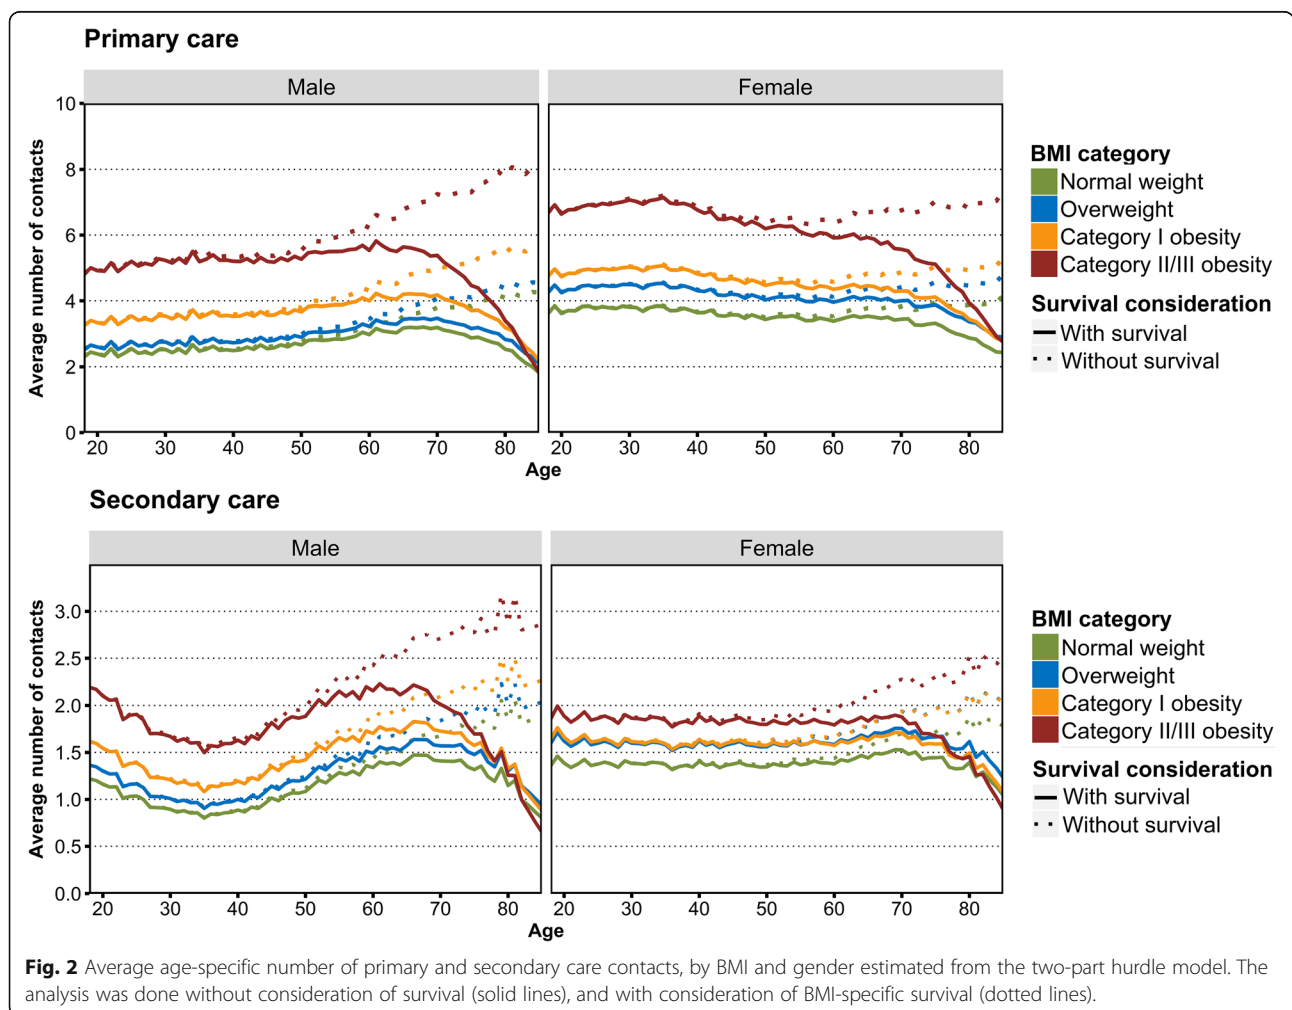 Primary care
Male
Female
Average number of contacts
10
8
6
4
2
0
20 30 40 50 60 70 80
20 30 40 50 60 70 80
Age
BMI category
Normal weight
Overweight
Category I obesity
Category II/III obesity
Survival consideration
With survival
Without survival
Secondary care
Male
Female
Average number of contacts
3.0
2.5
2.0
1.5
1.0
0.5
0.0
20 30 40 50 60 70 80
20 30 40 50 60 70 80
Age
BMI category
Normal weight
Overweight
Category I obesity
Category II/III obesity
Survival consideration
With survival
Without survival
Fig. 2 Average age-specific number of primary and secondary care contacts, by BMI and gender estimated from the two-part hurdle model. The
analysis was done without consideration of survival (solid lines), and with consideration of BMI-specific survival (dotted lines).